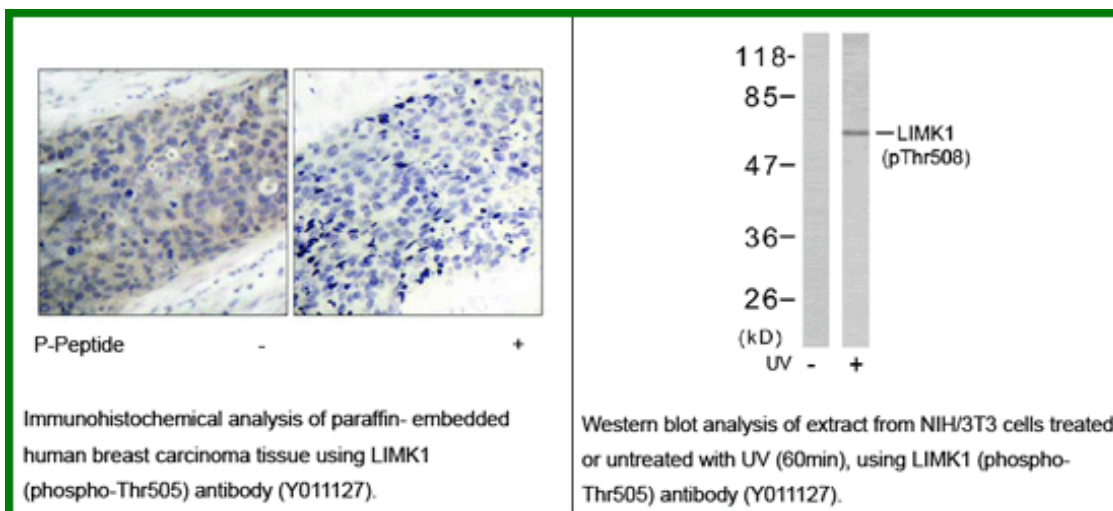 P-Peptide - +
Immunohistochemical analysis of paraffin- embedded
human breast carcinoma tissue using LIMK1
(phospho-Thr505) antibody (Y011127).
118-
85-
47-
36-
26-
(kD)
UV - +
LIMK1
(pThr508)
Western blot analysis of extract from NIH/3T3 cells treated
or untreated with UV (60min), using LIMK1 (phospho-
Thr505) antibody (Y011127).